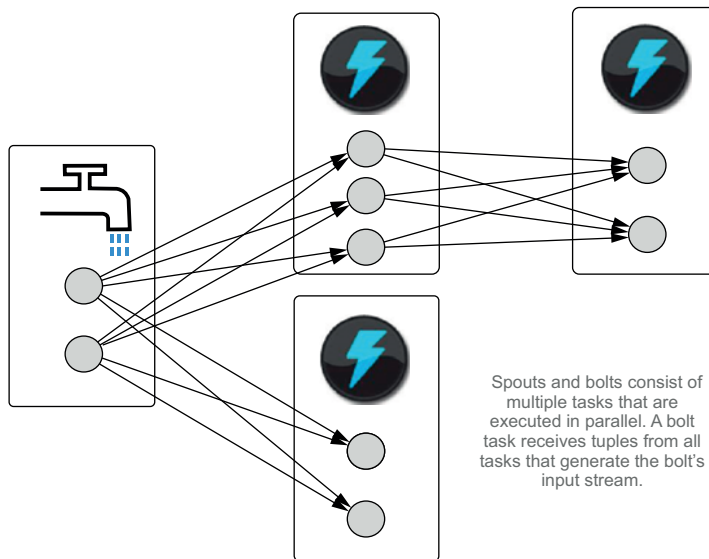 Spouts and bolts consist of
multiple tasks that are
executed in parallel. A bolt
task receives tuples from all
tasks that generate the bolt’s
input stream.